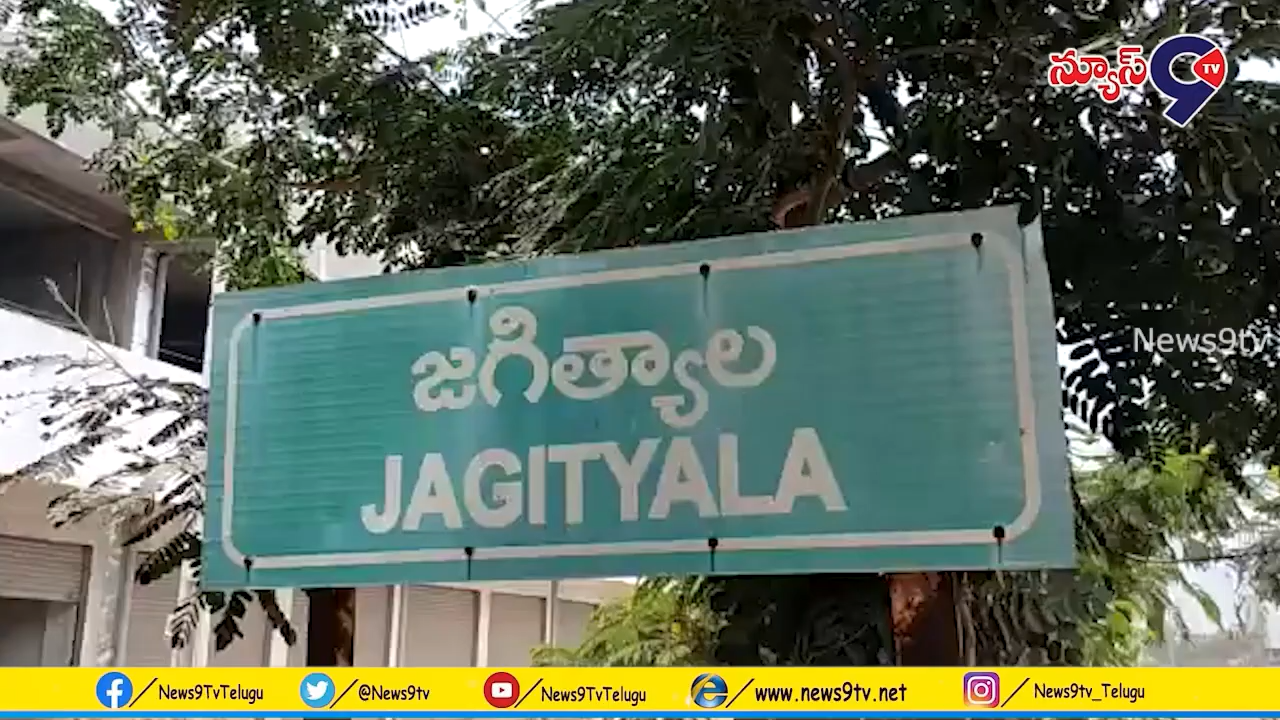 న్యూస్ 9 TV
News9tv
జగిత్యాల
JAGITYALA
/News9TvTelugu /@News9tv /News9TvTelugu /www.news9tv.net /News9tv_Telugu